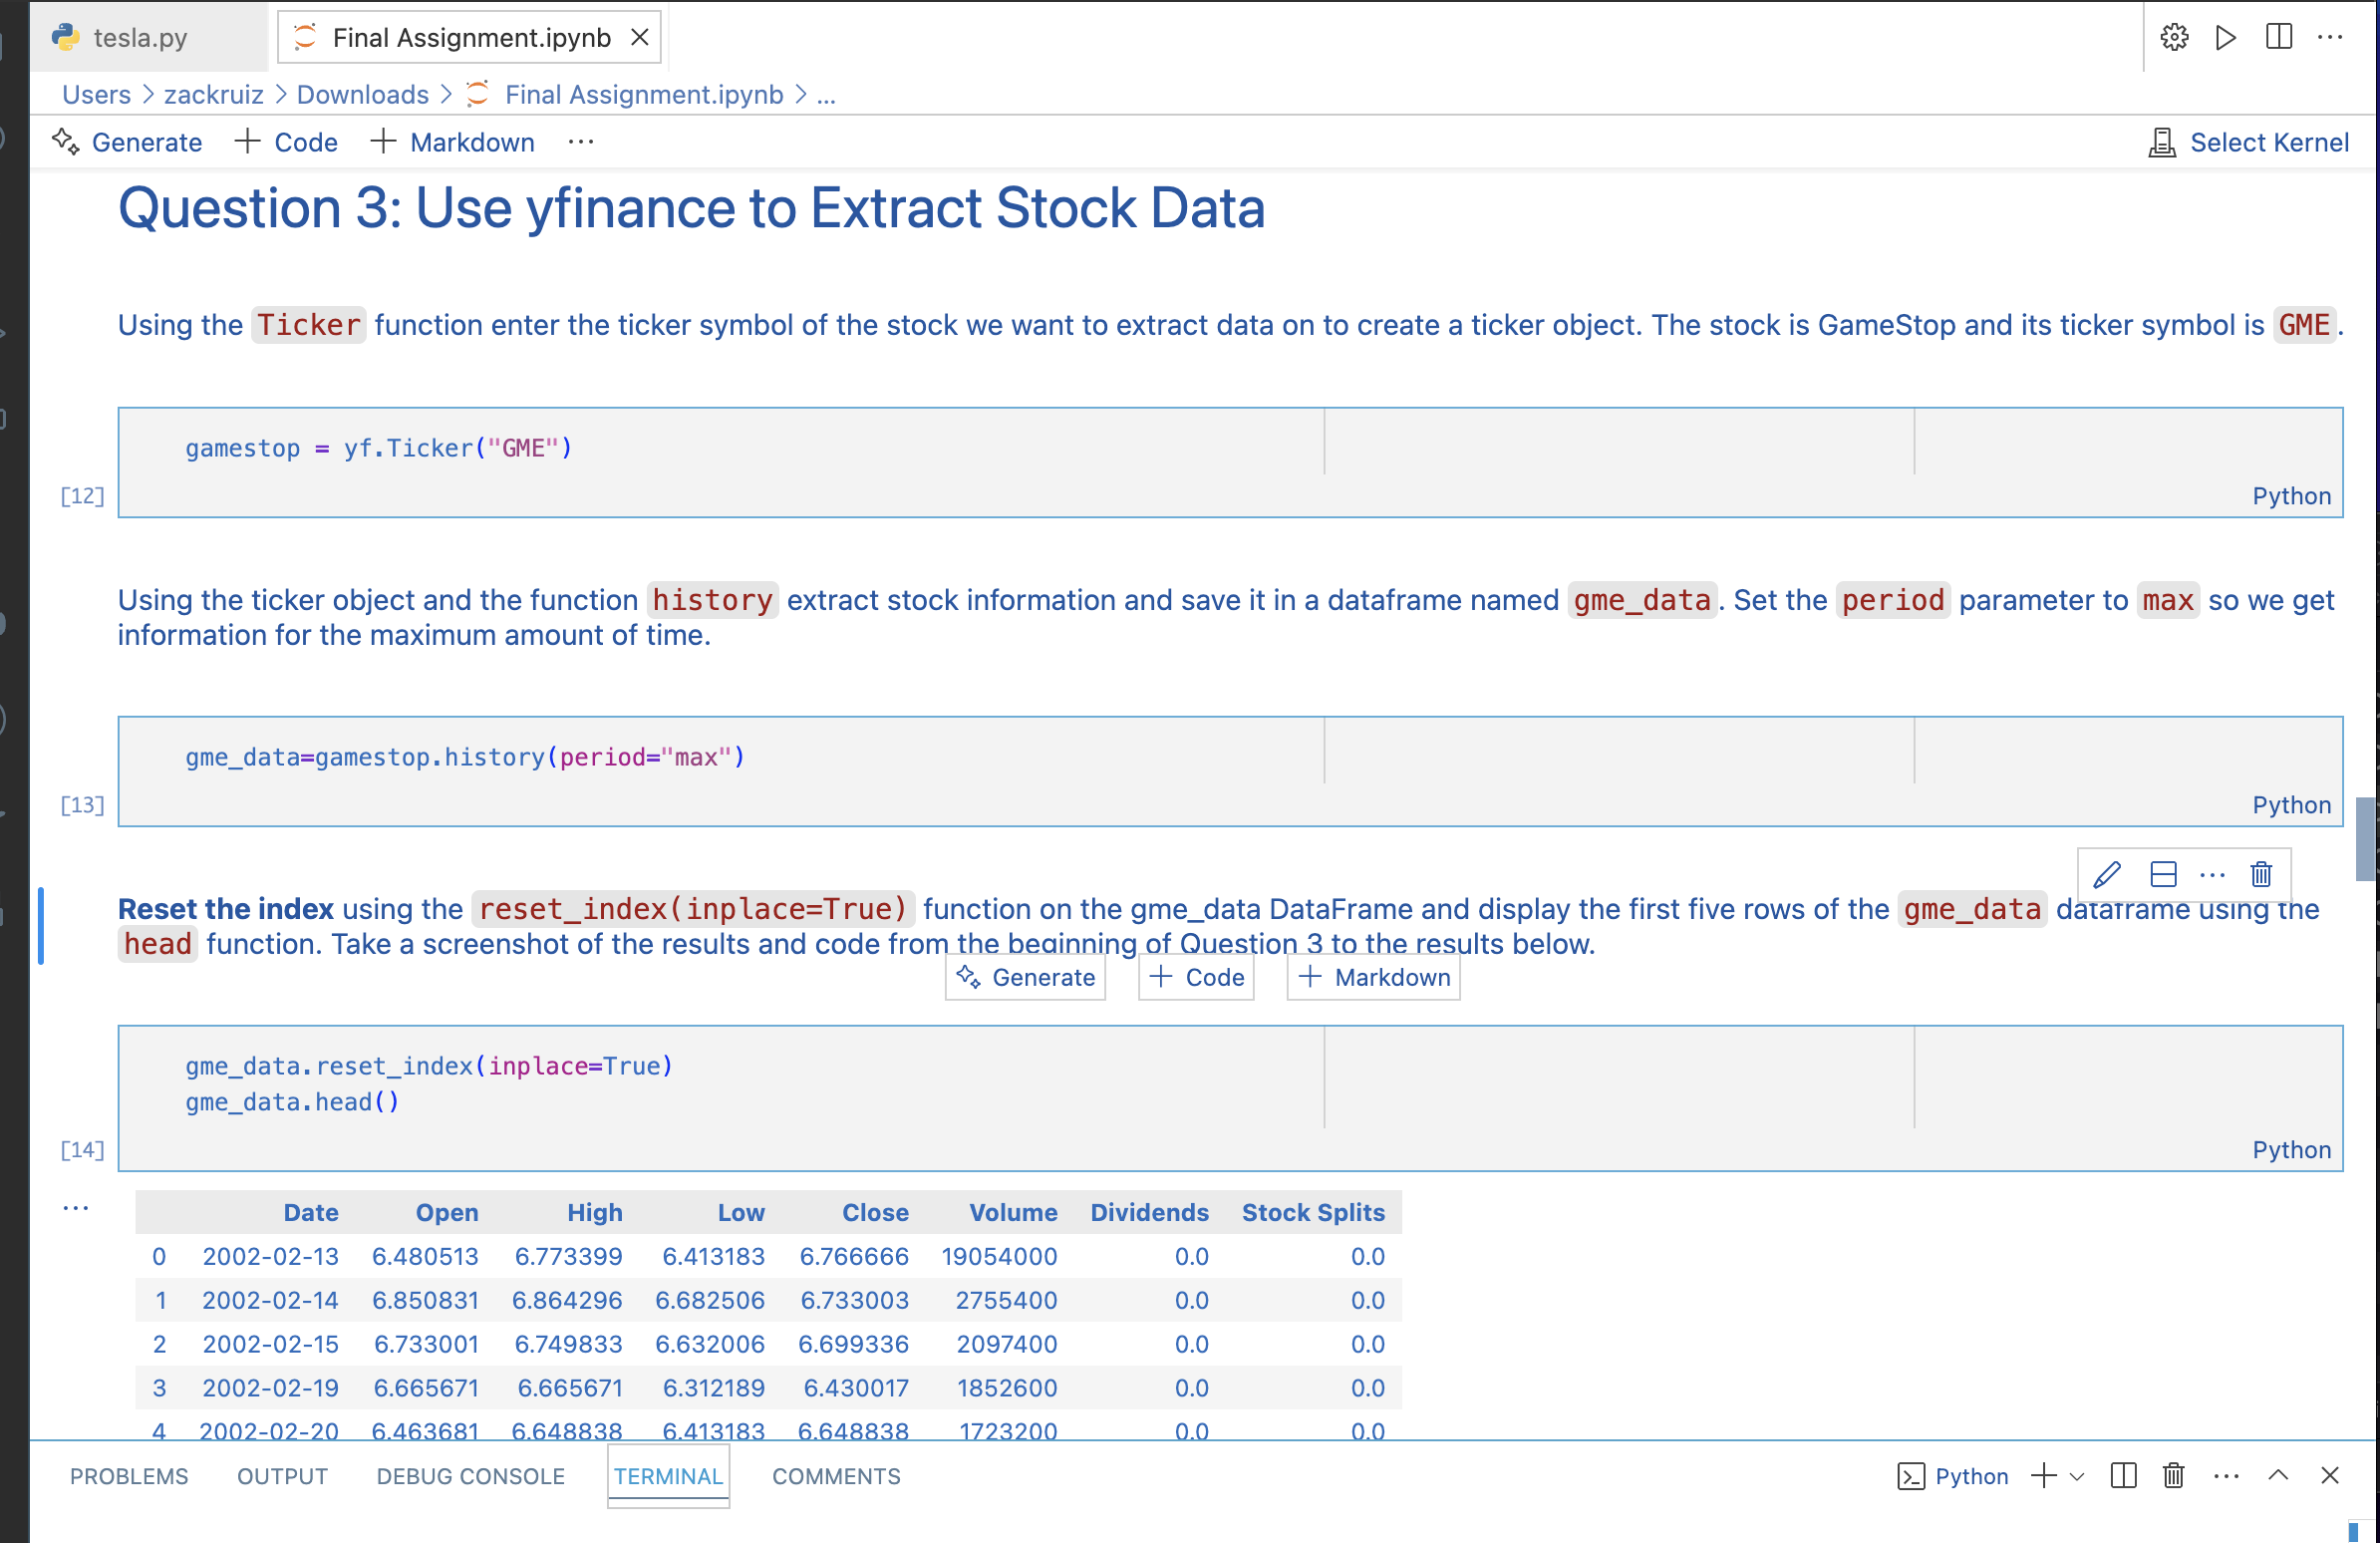 tesla.py
Final Assignment.ipynb
Users > zackruiz > Downloads > Final Assignment.ipynb > ...
Generate + Code + Markdown ...
Select Kernel
Question 3: Use yfinance to Extract Stock Data
Using the Ticker function enter the ticker symbol of the stock we want to extract data on to create a ticker object. The stock is GameStop and its ticker symbol is GME.
gamestop = yf.Ticker("GME")
[12]
Python
Using the ticker object and the function history extract stock information and save it in a dataframe named gme_data. Set the period parameter to max so we get
information for the maximum amount of time.
gme_data=gamestop.history(period="max")
[13]
Python
Reset the index using the reset_index(inplace=True) function on the gme_data DataFrame and display the first five rows of the gme_data dataframe using the
head function. Take a screenshot of the results and code from the beginning of Question 3 to the results below.
Generate + Code + Markdown
gme_data.reset_index(inplace=True)
gme_data.head()
[14]
Python
...
Date Open High Low Close Volume Dividends Stock Splits
0 2002-02-13 6.480513 6.773399 6.413183 6.766666 19054000 0.0 0.0
1 2002-02-14 6.850831 6.864296 6.682506 6.733003 2755400 0.0 0.0
2 2002-02-15 6.733001 6.749833 6.632006 6.699336 2097400 0.0 0.0
3 2002-02-19 6.665671 6.665671 6.312189 6.430017 1852600 0.0 0.0
4 2002-02-20 6.463681 6.648838 6.413183 6.648838 1723200 0.0 0.0
PROBLEMS OUTPUT DEBUG CONSOLE TERMINAL COMMENTS
Python